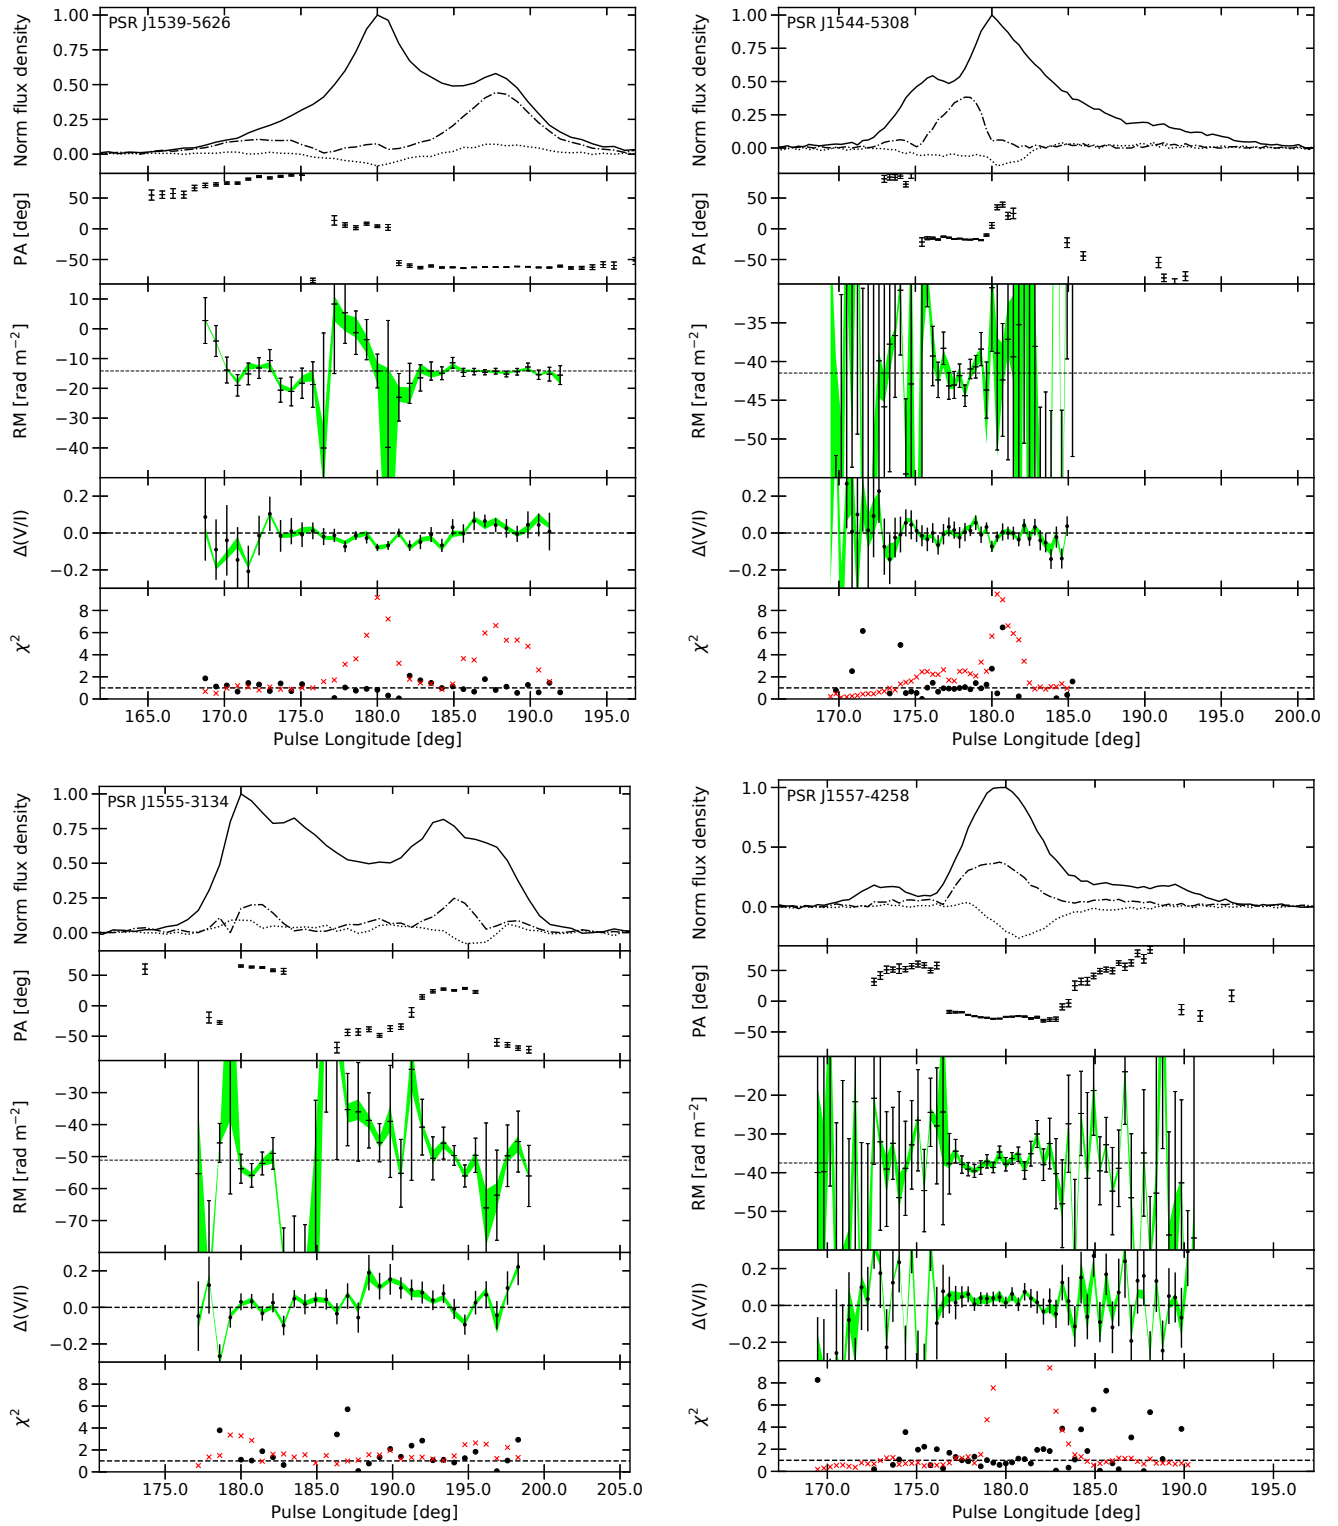 PSR J1539-5626
Norm flux density
1.00
0.75
0.50
0.25
0.00
PA [deg]
50
0
−50
RM [rad m−2]
10
0
−10
−20
−30
−40
Δ(V/I)
0.2
0.0
−0.2
χ2
8
6
4
2
0
165.0 170.0 175.0 180.0 185.0 190.0 195.0
Pulse Longitude [deg]
PSR J1544-5308
Norm flux density
1.00
0.75
0.50
0.25
0.00
PA [deg]
50
0
−50
RM [rad m−2]
−35
−40
−45
−50
Δ(V/I)
0.2
0.0
−0.2
χ2
8
6
4
2
0
170.0 175.0 180.0 185.0 190.0 195.0 200.0
Pulse Longitude [deg]
PSR J1555-3134
Norm flux density
1.00
0.75
0.50
0.25
0.00
PA [deg]
50
0
−50
RM [rad m−2]
−30
−40
−50
−60
−70
Δ(V/I)
0.2
0.0
−0.2
χ2
8
6
4
2
0
170.0 175.0 180.0 185.0 190.0 195.0 200.0 205.0
Pulse Longitude [deg]
PSR J1557-4258
Norm flux density
1.0
0.5
0.0
PA [deg]
50
0
−50
RM [rad m−2]
−20
−30
−40
−50
Δ(V/I)
0.2
0.0
−0.2
χ2
8
6
4
2
0
170.0 175.0 180.0 185.0 190.0 195.0
Pulse Longitude [deg]